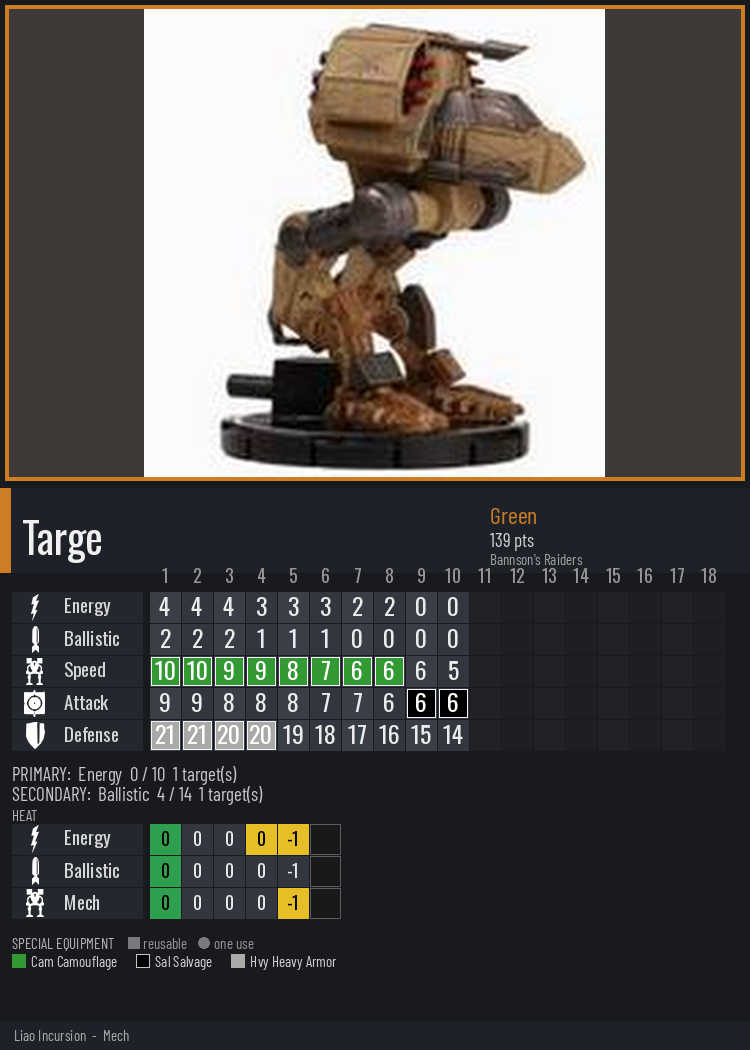 Targe
Green
139 pts
Bannson's Raiders
1 2 3 4 5 6 7 8 9 10 11 12 13 14 15 16 17 18
Energy 4 4 4 3 3 3 2 2 0 0
Ballistic 2 2 2 1 1 1 0 0 0 0
Speed 10 10 9 9 8 7 6 6 6 5
Attack 9 9 8 8 8 7 7 6 6 6
Defense 21 21 20 20 19 18 17 16 15 14
PRIMARY: Energy 0 / 10 1 target(s)
SECONDARY: Ballistic 4 / 14 1 target(s)
HEAT
Energy 0 0 0 0 -1
Ballistic 0 0 0 0 -1
Mech 0 0 0 0 -1
SPECIAL EQUIPMENT reusable one use
Cam Camouflage Sal Salvage Hvy Heavy Armor
Liao Incursion - Mech